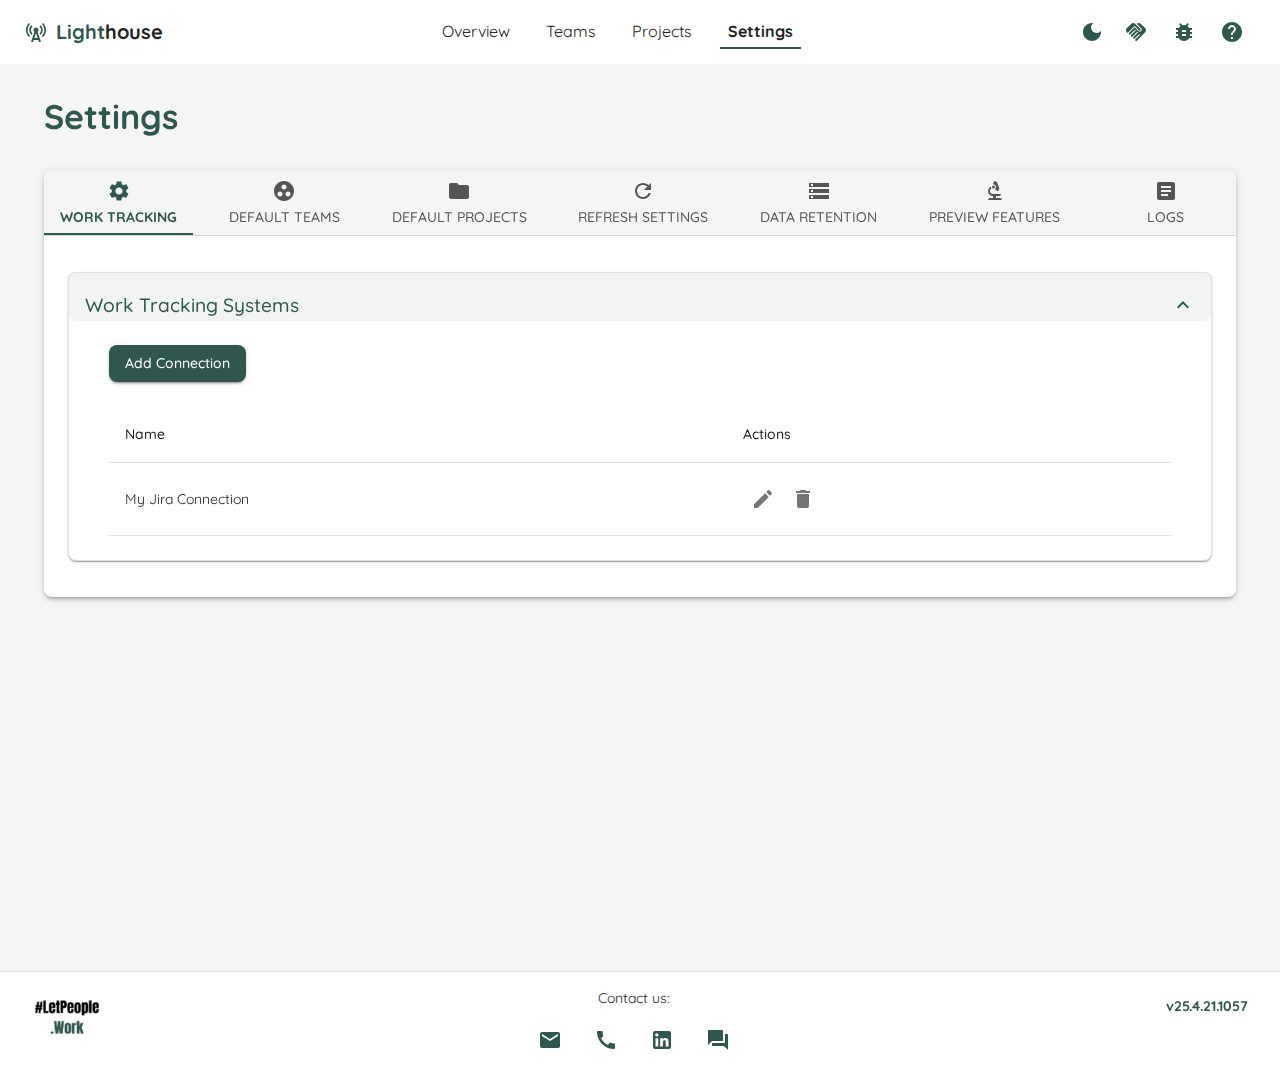 Lighthouse
Overview Teams Projects Settings
Settings
WORK TRACKING DEFAULT TEAMS DEFAULT PROJECTS REFRESH SETTINGS DATA RETENTION PREVIEW FEATURES LOGS
Work Tracking Systems
Add Connection
Name Actions
My Jira Connection
#LetPeople
.Work
Contact us:
v25.4.21.1057